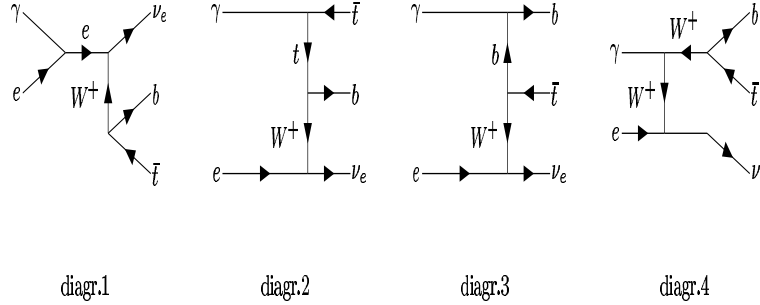 γ e ν_e
e W⁺ b
t̄
diagr.1
γ t̄
t
b
W⁺
e ν_e
diagr.2
γ b
b
t̄
W⁺
e ν_e
diagr.3
W⁺ b
γ
W⁺ t̄
e
ν
diagr.4